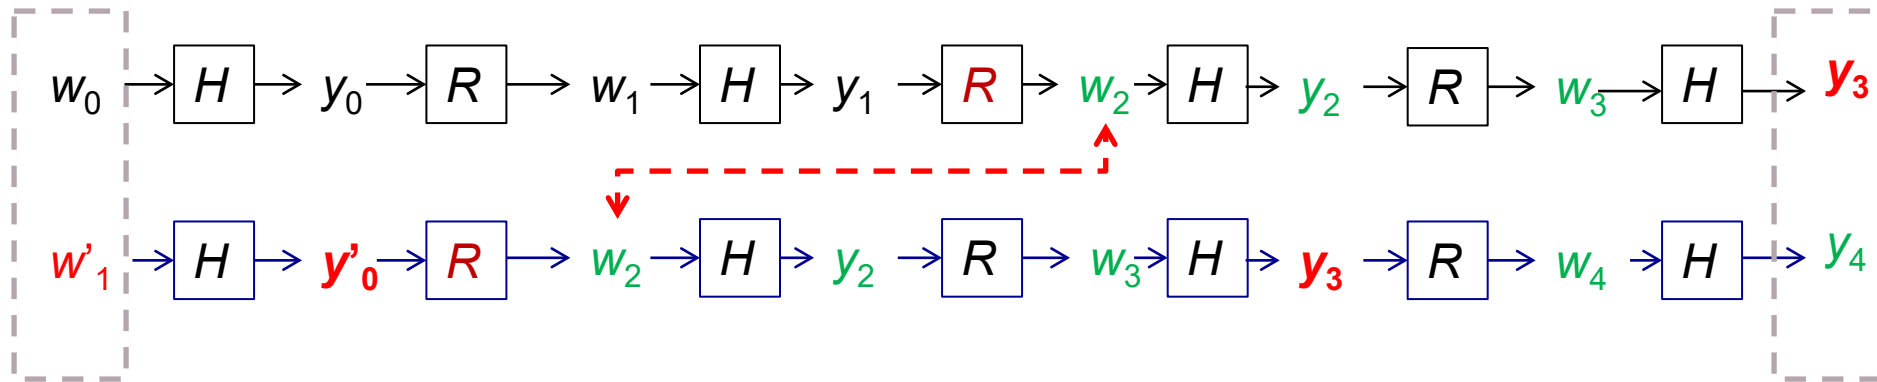 w₀ H y₀ R w₁ H y₁ R w₂ H y₂ R w₃ H y₃
w'₁ H y'₀ R w₂ H y₂ R w₃ H y₃ R w₄ H y₄